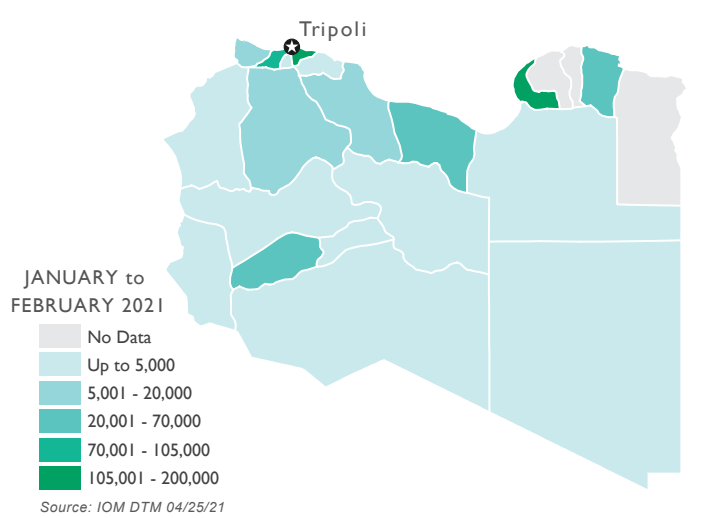 Tripoli
JANUARY to
FEBRUARY 2021
No Data
Up to 5,000
5,001 - 20,000
20,001 - 70,000
70,001 - 105,000
105,001 - 200,000
Source: IOM DTM 04/25/21